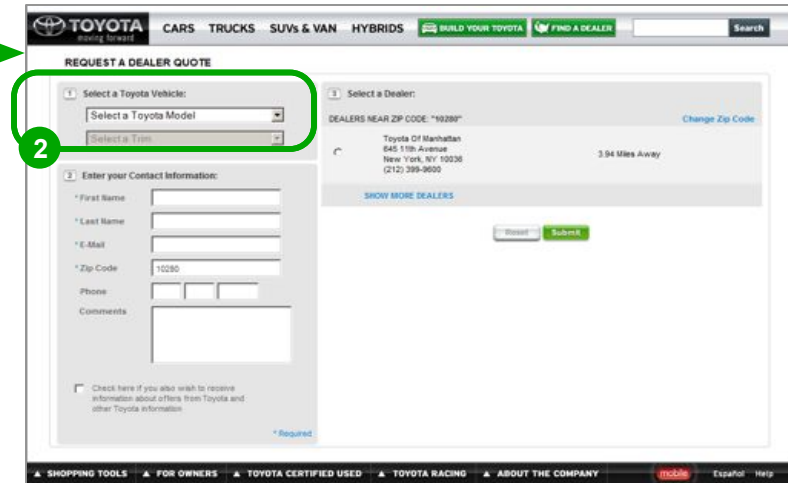 TOYOTA
moving forward
CARS TRUCKS SUVs & VAN HYBRIDS BUILD YOUR TOYOTA FIND A DEALER Search
REQUEST A DEALER QUOTE
1 Select a Toyota Vehicle:
Select a Toyota Model
Select a Trim
2
2 Enter your Contact Information:
* First Name
* Last Name
* E-Mail
* Zip Code 10280
Phone
Comments
Check here if you also wish to receive
information about offers from Toyota and
other Toyota information
* Required
3 Select a Dealer:
DEALERS NEAR ZIP CODE: "10280" Change Zip Code
Toyota Of Manhattan
645 11th Avenue
New York, NY 10036
(212) 399-9600
3.94 Miles Away
SHOW MORE DEALERS
Reset Submit
SHOPPING TOOLS FOR OWNERS TOYOTA CERTIFIED USED TOYOTA RACING ABOUT THE COMPANY mobile Español Help